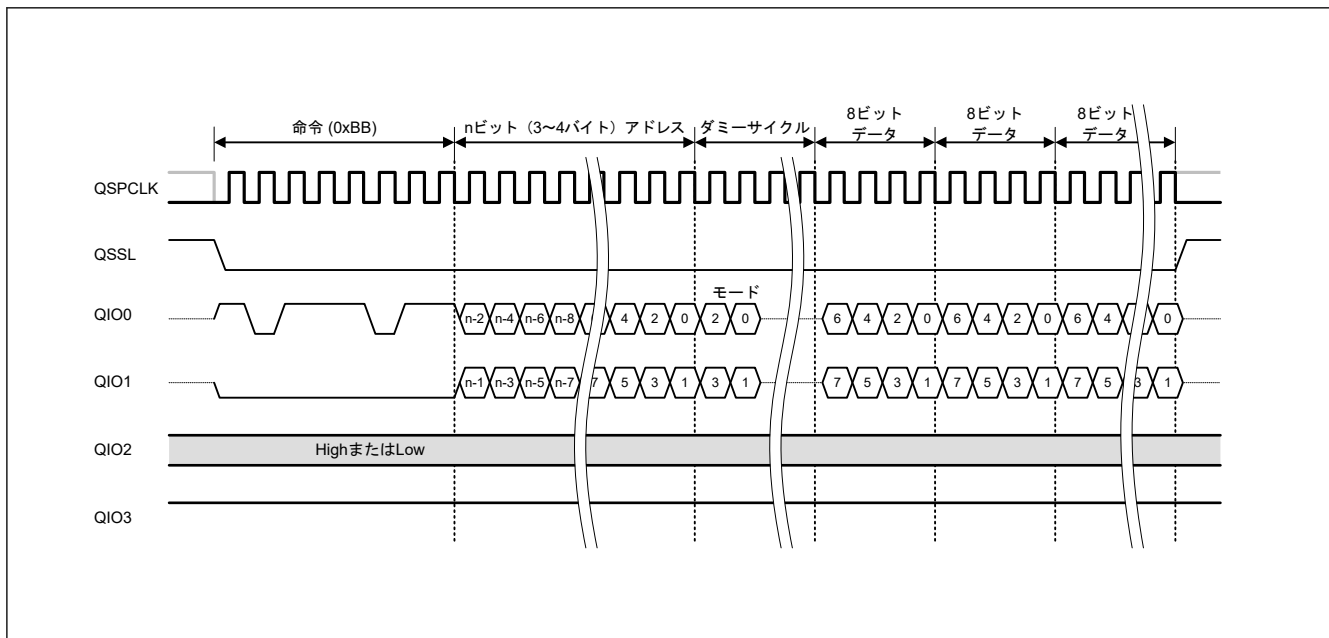 命令 (0xBB)
nビット（3～4バイト）アドレス
ダミーサイクル
8ビット
データ
8ビット
データ
8ビット
データ
QSPCLK
QSSL
モード
QIO0
n-2 n-4 n-6 n-8 4 2 0 2 0 6 4 2 0 6 4 2 0 6 4 0
QIO1
n-1 n-3 n-5 n-7 7 5 3 1 3 1 7 5 3 1 7 5 3 1 7 5 3 1
QIO2
HighまたはLow
QIO3